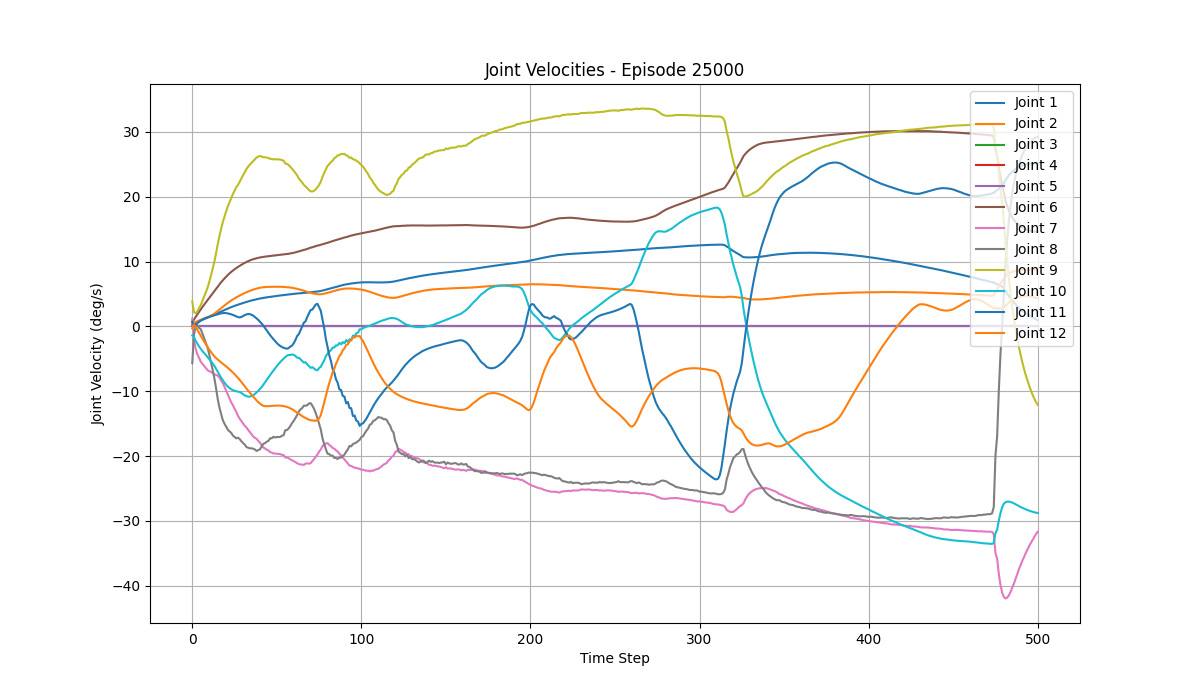 Joint Velocities - Episode 25000
Joint Velocity (deg/s)
30
20
10
0
−10
−20
−30
−40
0
100
200
300
400
500
Time Step
Joint 1
Joint 2
Joint 3
Joint 4
Joint 5
Joint 6
Joint 7
Joint 8
Joint 9
Joint 10
Joint 11
Joint 12